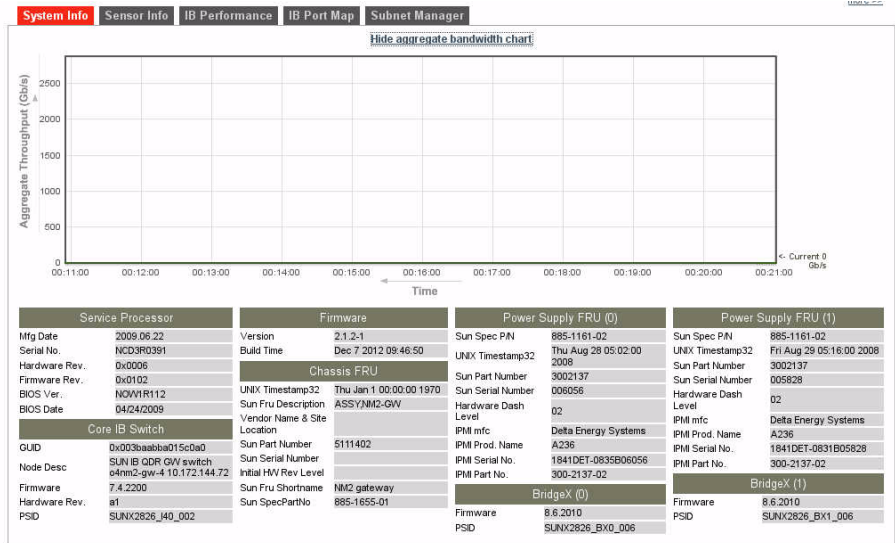 more >>
System Info Sensor Info IB Performance IB Port Map Subnet Manager
Hide aggregate bandwidth chart
Aggregate Throughput (Gb/s)
2500
2000
1500
1000
500
0
<- Current 0
Gb/s
00:11:00 00:12:00 00:13:00 00:14:00 00:15:00 00:16:00 00:17:00 00:18:00 00:19:00 00:20:00 00:21:00
Time
Service Processor
Mfg Date 2009.06.22
Serial No. NCD3R0391
Hardware Rev. 0x0006
Firmware Rev. 0x0102
BIOS Ver. NOW1R112
BIOS Date 04/24/2009
Core IB Switch
GUID 0x003baabba015c0a0
Node Desc SUN IB QDR GW switch
o4nm2-gw-4 10.172.144.72
Firmware 7.4.2200
Hardware Rev. a1
PSID SUNX2826_I40_002
Firmware
Version 2.1.2-1
Build Time Dec 7 2012 09:46:50
Chassis FRU
UNIX Timestamp32 Thu Jan 1 00:00:00 1970
Sun Fru Description ASSY,NM2-GW
Vendor Name & Site
Location
Sun Part Number 5111402
Sun Serial Number
Initial HW Rev Level
Sun Fru Shortname NM2 gateway
Sun SpecPartNo 885-1655-01
Power Supply FRU (0)
Sun Spec P/N 885-1161-02
UNIX Timestamp32 Thu Aug 28 05:02:00
2008
Sun Part Number 3002137
Sun Serial Number 006056
Hardware Dash
Level 02
IPMI mfc Delta Energy Systems
IPMI Prod. Name A236
IPMI Serial No. 1841DET-0835B06056
IPMI Part No. 300-2137-02
BridgeX (0)
Firmware 8.6.2010
PSID SUNX2826_BX0_006
Power Supply FRU (1)
Sun Spec P/N 885-1161-02
UNIX Timestamp32 Fri Aug 29 05:16:00 2008
Sun Part Number 3002137
Sun Serial Number 005828
Hardware Dash
Level 02
IPMI mfc Delta Energy Systems
IPMI Prod. Name A236
IPMI Serial No. 1841DET-0831B05828
IPMI Part No. 300-2137-02
BridgeX (1)
Firmware 8.6.2010
PSID SUNX2826_BX1_006